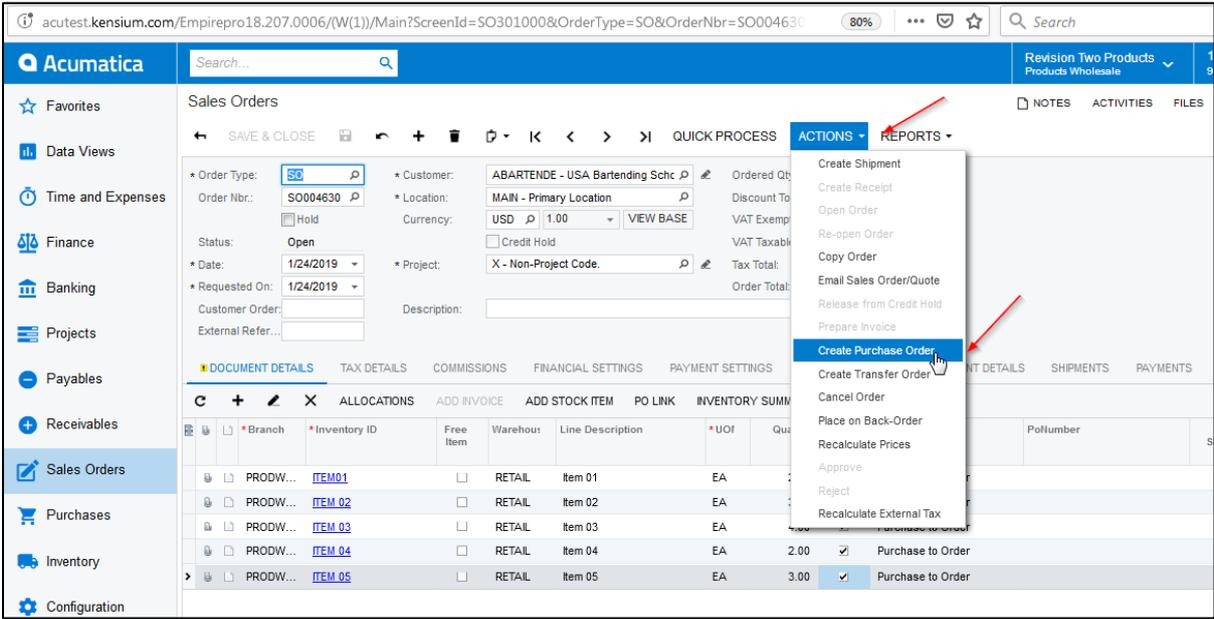 acutest.kensium.com/Empirepro18.207.0006/(W(1))/Main?ScreenId=SO301000&OrderType=SO&OrderNbr=SO004630 80% Search
Acumatica Search... Revision Two Products
Products Wholesale
Favorites Sales Orders NOTES ACTIVITIES FILES
SAVE & CLOSE QUICK PROCESS ACTIONS REPORTS
Data Views
Time and Expenses
Finance
Banking
Projects
Payables
Receivables
Sales Orders
Purchases
Inventory
Configuration
* Order Type: SO * Customer: ABARTENDE - USA Bartending Schc Ordered Qty
Order Nbr.: SO004630 * Location: MAIN - Primary Location Discount To
Hold Currency: USD 1.00 VIEW BASE VAT Exemp
Status: Open Credit Hold VAT Taxabl
* Date: 1/24/2019 * Project: X - Non-Project Code. Tax Total:
* Requested On: 1/24/2019 Order Total:
Customer Order: Description:
External Refer...
Create Shipment
Create Receipt
Open Order
Re-open Order
Copy Order
Email Sales Order/Quote
Release from Credit Hold
Prepare Invoice
Create Purchase Order
Create Transfer Order
Cancel Order
Place on Back-Order
Recalculate Prices
Approve
Reject
Recalculate External Tax
DOCUMENT DETAILS TAX DETAILS COMMISSIONS FINANCIAL SETTINGS PAYMENT SETTINGS NT DETAILS SHIPMENTS PAYMENTS
ALLOCATIONS ADD INVOICE ADD STOCK ITEM PO LINK INVENTORY SUMM
* Branch * Inventory ID Free Item Warehous Line Description * UOM Qua PoNumber
PRODW... ITEM01 RETAIL Item 01 EA
PRODW... ITEM 02 RETAIL Item 02 EA
PRODW... ITEM 03 RETAIL Item 03 EA 4.00 Purchase to Order
PRODW... ITEM 04 RETAIL Item 04 EA 2.00 Purchase to Order
PRODW... ITEM 05 RETAIL Item 05 EA 3.00 Purchase to Order